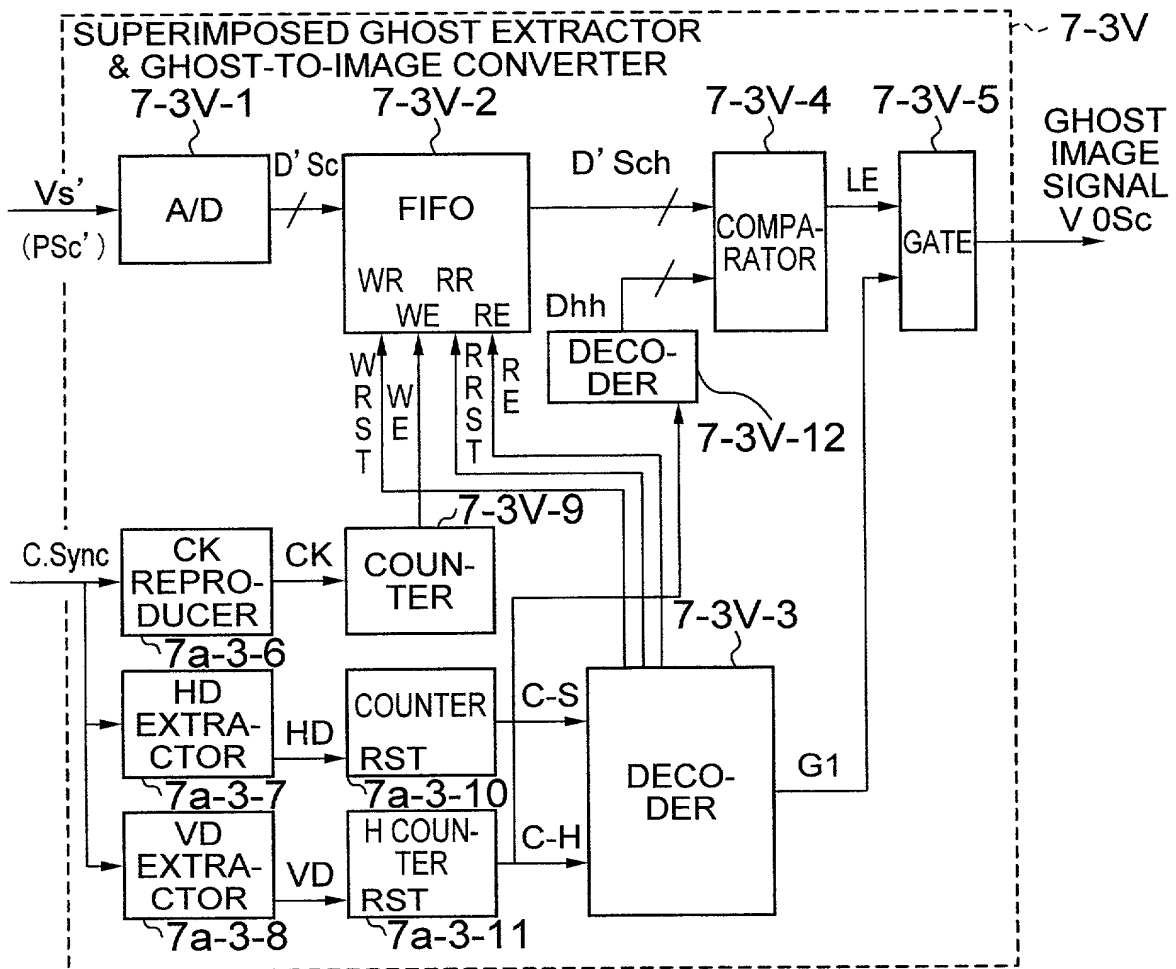 SUPERIMPOSED GHOST EXTRACTOR
& GHOST-TO-IMAGE CONVERTER
7-3V
7-3V-1
7-3V-2
7-3V-4
7-3V-5
GHOST
IMAGE
SIGNAL
V 0Sc
Vs'
(PSc')
A/D
D' Sc
FIFO
WR RR
WE RE
D' Sch
COMPA-
RATOR
LE
GATE
Dhh
DECO-
DER
7-3V-12
WRST
WE
RRST
RE
7-3V-9
C.Sync
CK
REPRO-
DUCER
CK
COUN-
TER
7a-3-6
7-3V-3
HD
EXTRA-
CTOR
HD
COUNTER
RST
C-S
7a-3-7
7a-3-10
DECO-
DER
G1
VD
EXTRA-
CTOR
VD
H COUN-
TER
RST
C-H
7a-3-8
7a-3-11